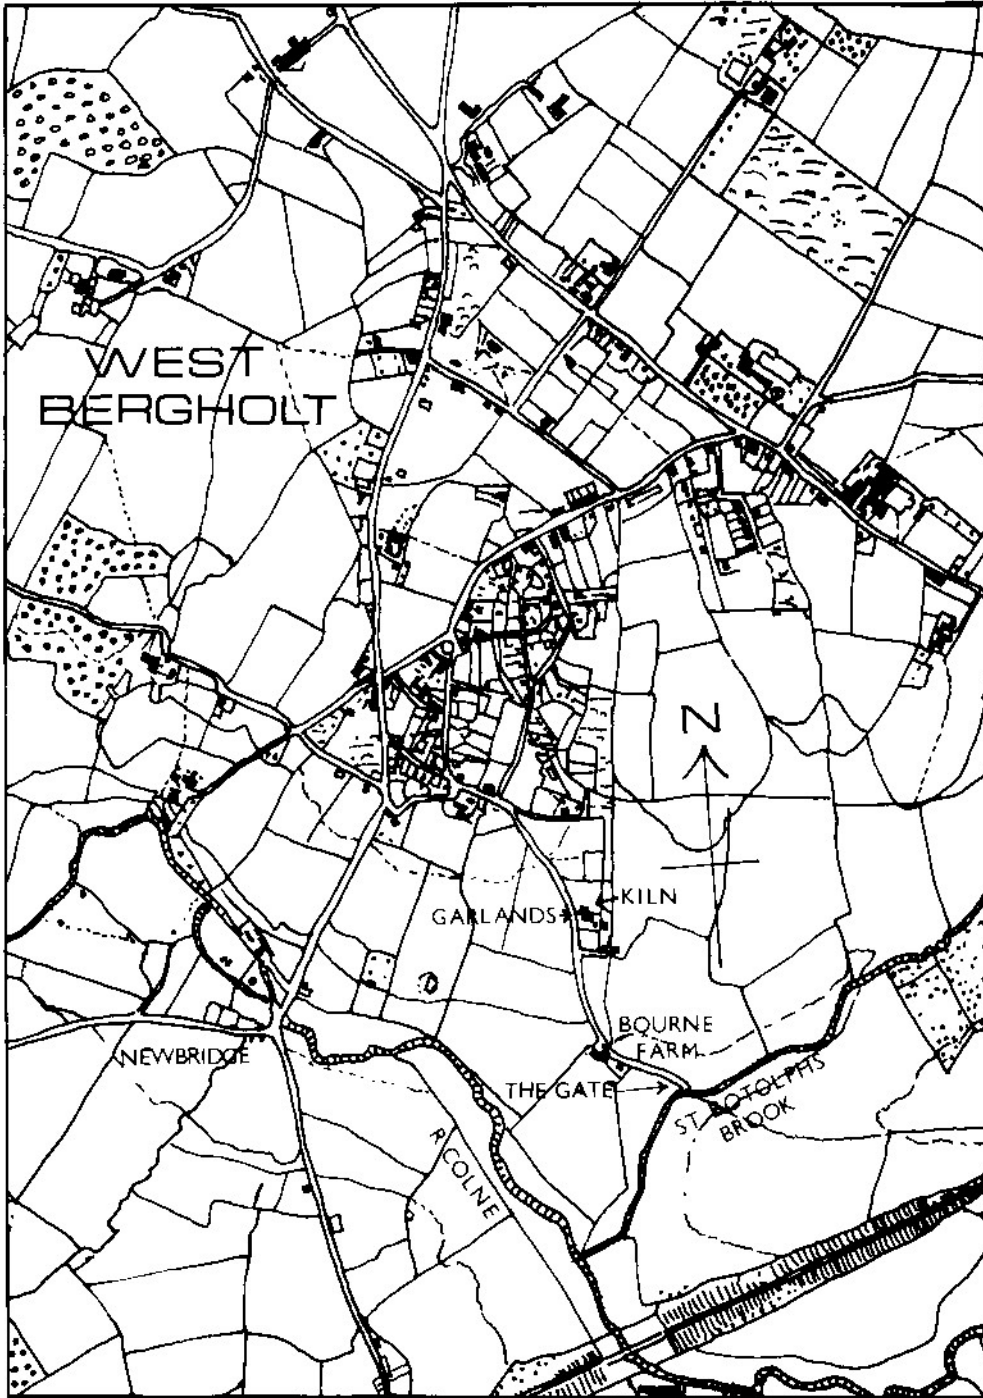 WEST
BERGHOLT
N
KILN
GARLANDS
BOURNE
FARM
NEWBRIDGE
THE GATE
ST. BOTOLPHS
BROOK
R. COLNE